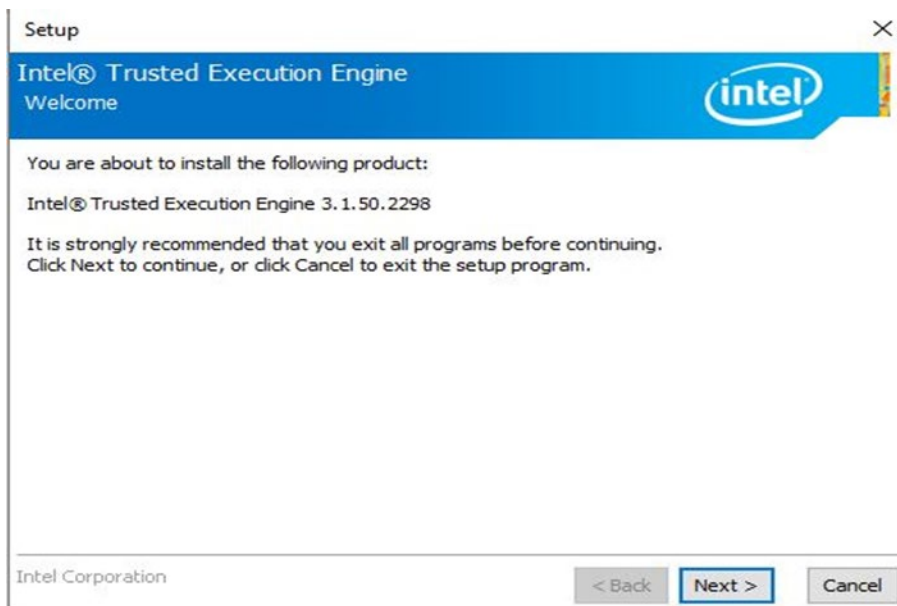 Setup
Intel® Trusted Execution Engine
Welcome
intel
You are about to install the following product:
Intel® Trusted Execution Engine 3.1.50.2298
It is strongly recommended that you exit all programs before continuing.
Click Next to continue, or click Cancel to exit the setup program.
Intel Corporation
< Back Next > Cancel